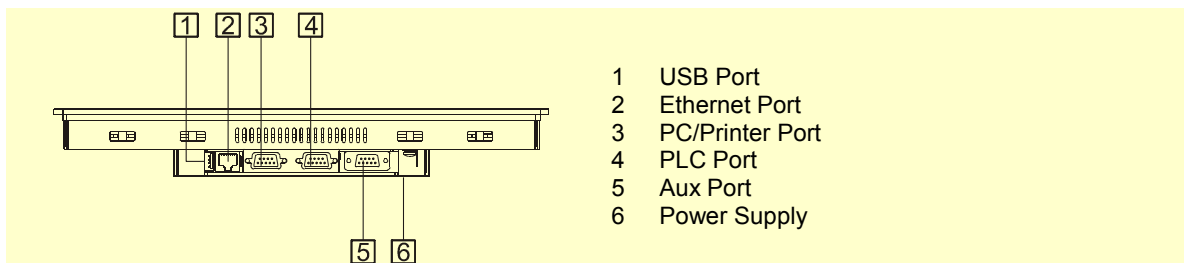 1 2 3 4
1 USB Port
2 Ethernet Port
3 PC/Printer Port
4 PLC Port
5 Aux Port
6 Power Supply
5 6